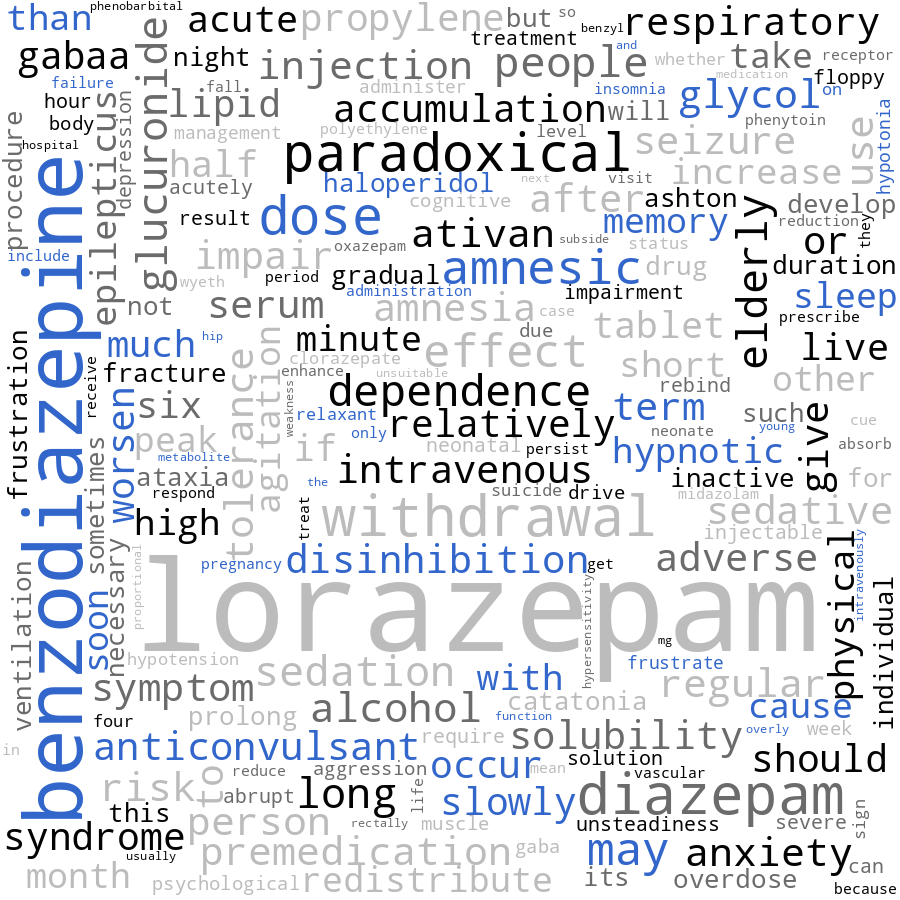 phenobarbital
than
acute
propylene
but
so
benzyl
respiratory
treatment
and
gabaa
night
injection
people
whether
take
receptor
failure
fall
administer
insomnia
medication
floppy
hour
lipid
accumulation
will
glycol
on
body
management
polyethylene
level
phenytoin
hospital
glucuronide
epilepticus
depression
procedure
paradoxical
seizure
use
hypotonia
half
acutely
haloperidol
next
visit
increase
cognitive
after
ashton
develop
result
dose
ativan
memory
reduction
they
include
impair
oxazepam
subside
status
or
elderly
wyeth
period
gradual
amnesic
drug
duration
administration
impairment
not
serum
amnesia
case
sleep
prescribe
much
hip
minute
due
tablet
effect
live
clorazepate
short
fracture
enhance
unsuitable
rebind
other
frustration
benzodiazepine
receive
worsen
six
tolerance
agitation
weakness
dependence
relaxant
relatively
term
such
give
cue
only
neonatal
neonate
young
absorb
peak
if
persist
hypnotic
metabolite
ataxia
the
intravenous
inactive
for
sometimes
respond
suicide
drive
midazolam
high
treat
withdrawal
sedative
injectable
necessary
proportional
pregnancy
disinhibition
get
adverse
physical
intravenously
soon
lorazepam
hypersensitivity
mg
individual
ventilation
hypotension
sedation
with
frustrate
symptom
regular
catatonia
cause
four
prolong
alcohol
function
overly
week
in
anticonvulsant
require
solubility
occur
mean
solution
should
reduce
aggression
vascular
risk
to
abrupt
long
life
slowly
diazepam
this
person
rectally
muscle
unsteadiness
severe
sign
syndrome
usually
premedication
gaba
may
anxiety
can
month
psychological
redistribute
its
overdose
because